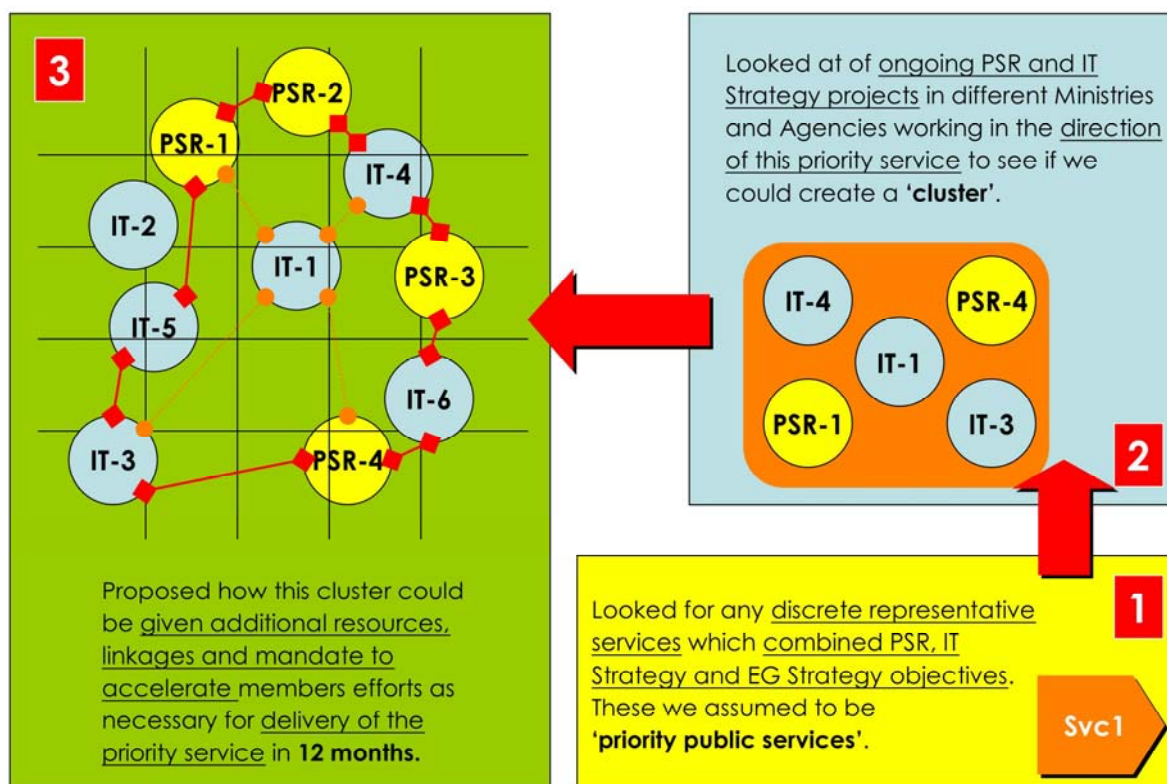 3
PSR-2
PSR-1
IT-4
IT-2
IT-1
PSR-3
IT-5
IT-6
IT-3
PSR-4
Proposed how this cluster could
be given additional resources,
linkages and mandate to
accelerate members efforts as
necessary for delivery of the
priority service in 12 months.
Looked at of ongoing PSR and IT
Strategy projects in different Ministries
and Agencies working in the direction
of this priority service to see if we
could create a ‘cluster’.
IT-4
PSR-4
IT-1
PSR-1
IT-3
2
1
Looked for any discrete representative
services which combined PSR, IT
Strategy and EG Strategy objectives.
These we assumed to be
‘priority public services’.
Svc1